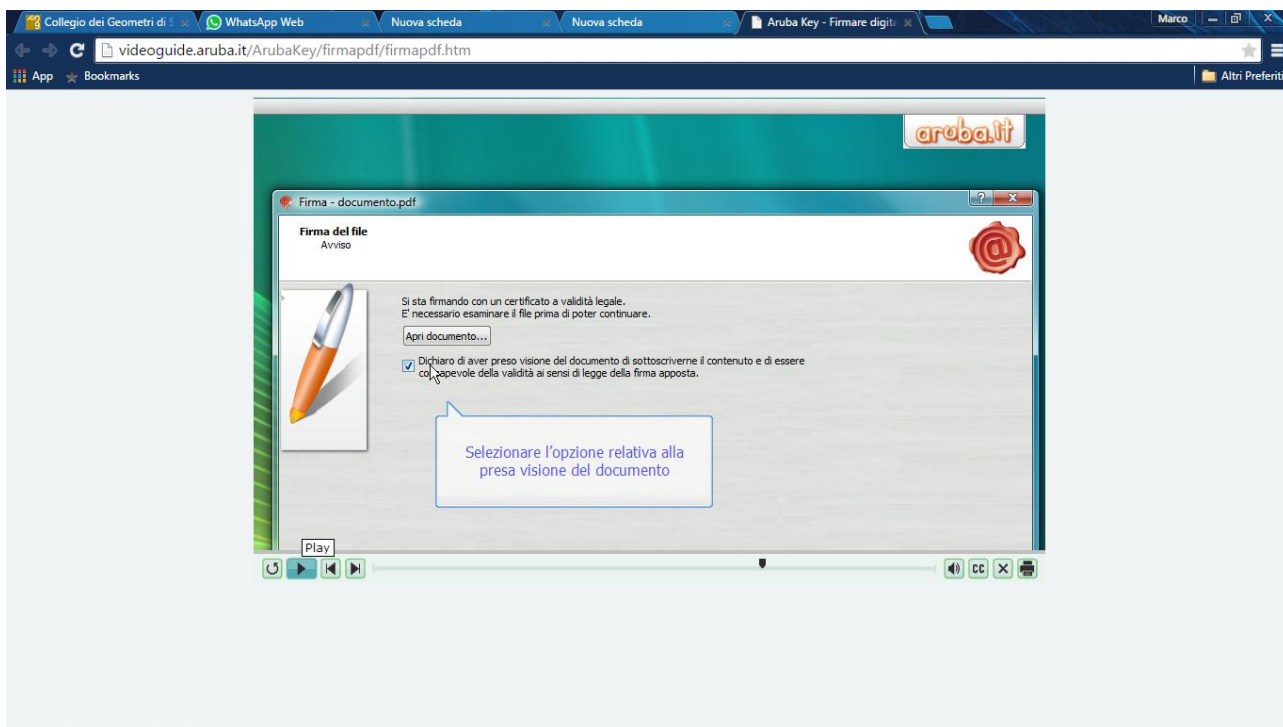 Collegio dei Geometri di S
WhatsApp Web
Nuova scheda
Nuova scheda
Aruba Key - Firmare digita
Marco
videoguide.aruba.it/ArubaKey/firmapdf/firmapdf.htm
App
Bookmarks
Altri Preferiti
aruba.it
Firma - documento.pdf
Firma del file
Avviso
Si sta firmando con un certificato a validità legale.
E' necessario esaminare il file prima di poter continuare.
Apri documento...
Dichiaro di aver preso visione del documento di sottoscriverne il contenuto e di essere
consapevole della validità ai sensi di legge della firma apposta.
Selezionare l'opzione relativa alla
presa visione del documento
Play
CC